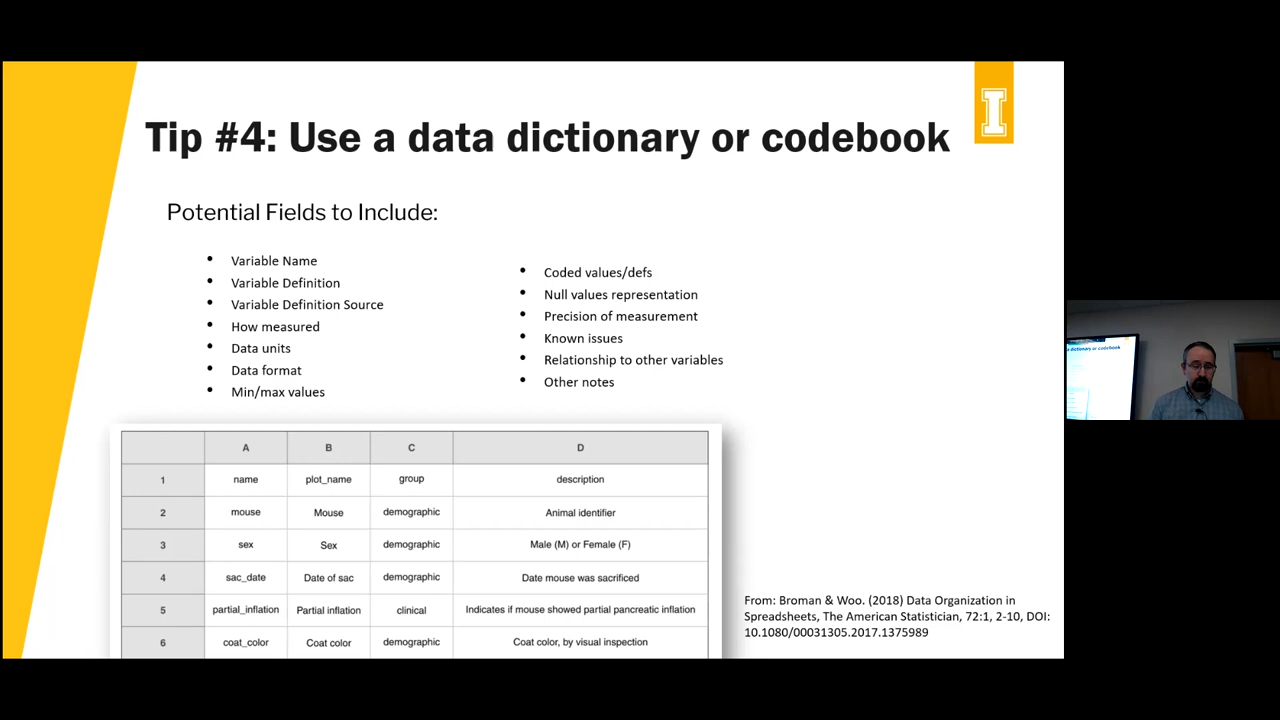 Tip #4: Use a data dictionary or codebook
I
Potential Fields to Include:
• Variable Name
• Variable Definition
• Variable Definition Source
• How measured
• Data units
• Data format
• Min/max values
• Coded values/defs
• Null values representation
• Precision of measurement
• Known issues
• Relationship to other variables
• Other notes
A B C D
1 name plot_name group description
2 mouse Mouse demographic Animal identifier
3 sex Sex demographic Male (M) or Female (F)
4 sac_date Date of sac demographic Date mouse was sacrificed
5 partial_inflation Partial inflation clinical Indicates if mouse showed partial pancreatic inflation
6 coat_color Coat color demographic Coat color, by visual inspection
From: Broman & Woo. (2018) Data Organization in
Spreadsheets, The American Statistician, 72:1, 2-10, DOI:
10.1080/00031305.2017.1375989
a dictionary or codebook